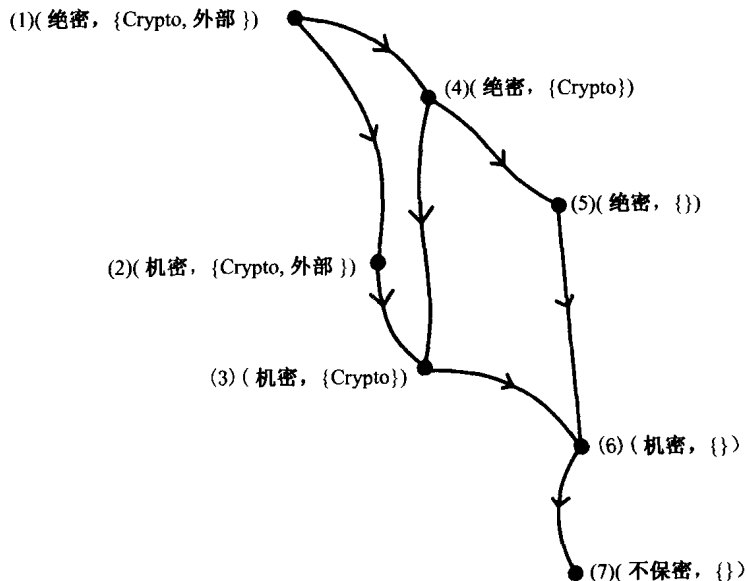 (1)( 绝密，{Crypto, 外部 })
(4)( 绝密，{Crypto})
(5)( 绝密，{})
(2)( 机密，{Crypto, 外部 })
(3) ( 机密，{Crypto})
(6) ( 机密，{})
(7)( 不保密，{})